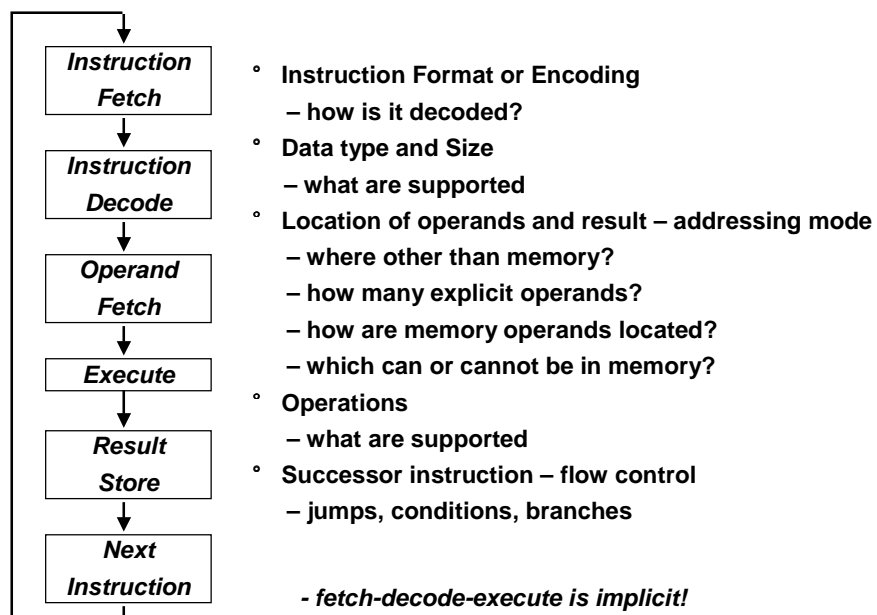 Instruction
Fetch
Instruction
Decode
Operand
Fetch
Execute
Result
Store
Next
Instruction
° Instruction Format or Encoding
– how is it decoded?
° Data type and Size
– what are supported
° Location of operands and result – addressing mode
– where other than memory?
– how many explicit operands?
– how are memory operands located?
– which can or cannot be in memory?
° Operations
– what are supported
° Successor instruction – flow control
– jumps, conditions, branches
- fetch-decode-execute is implicit!